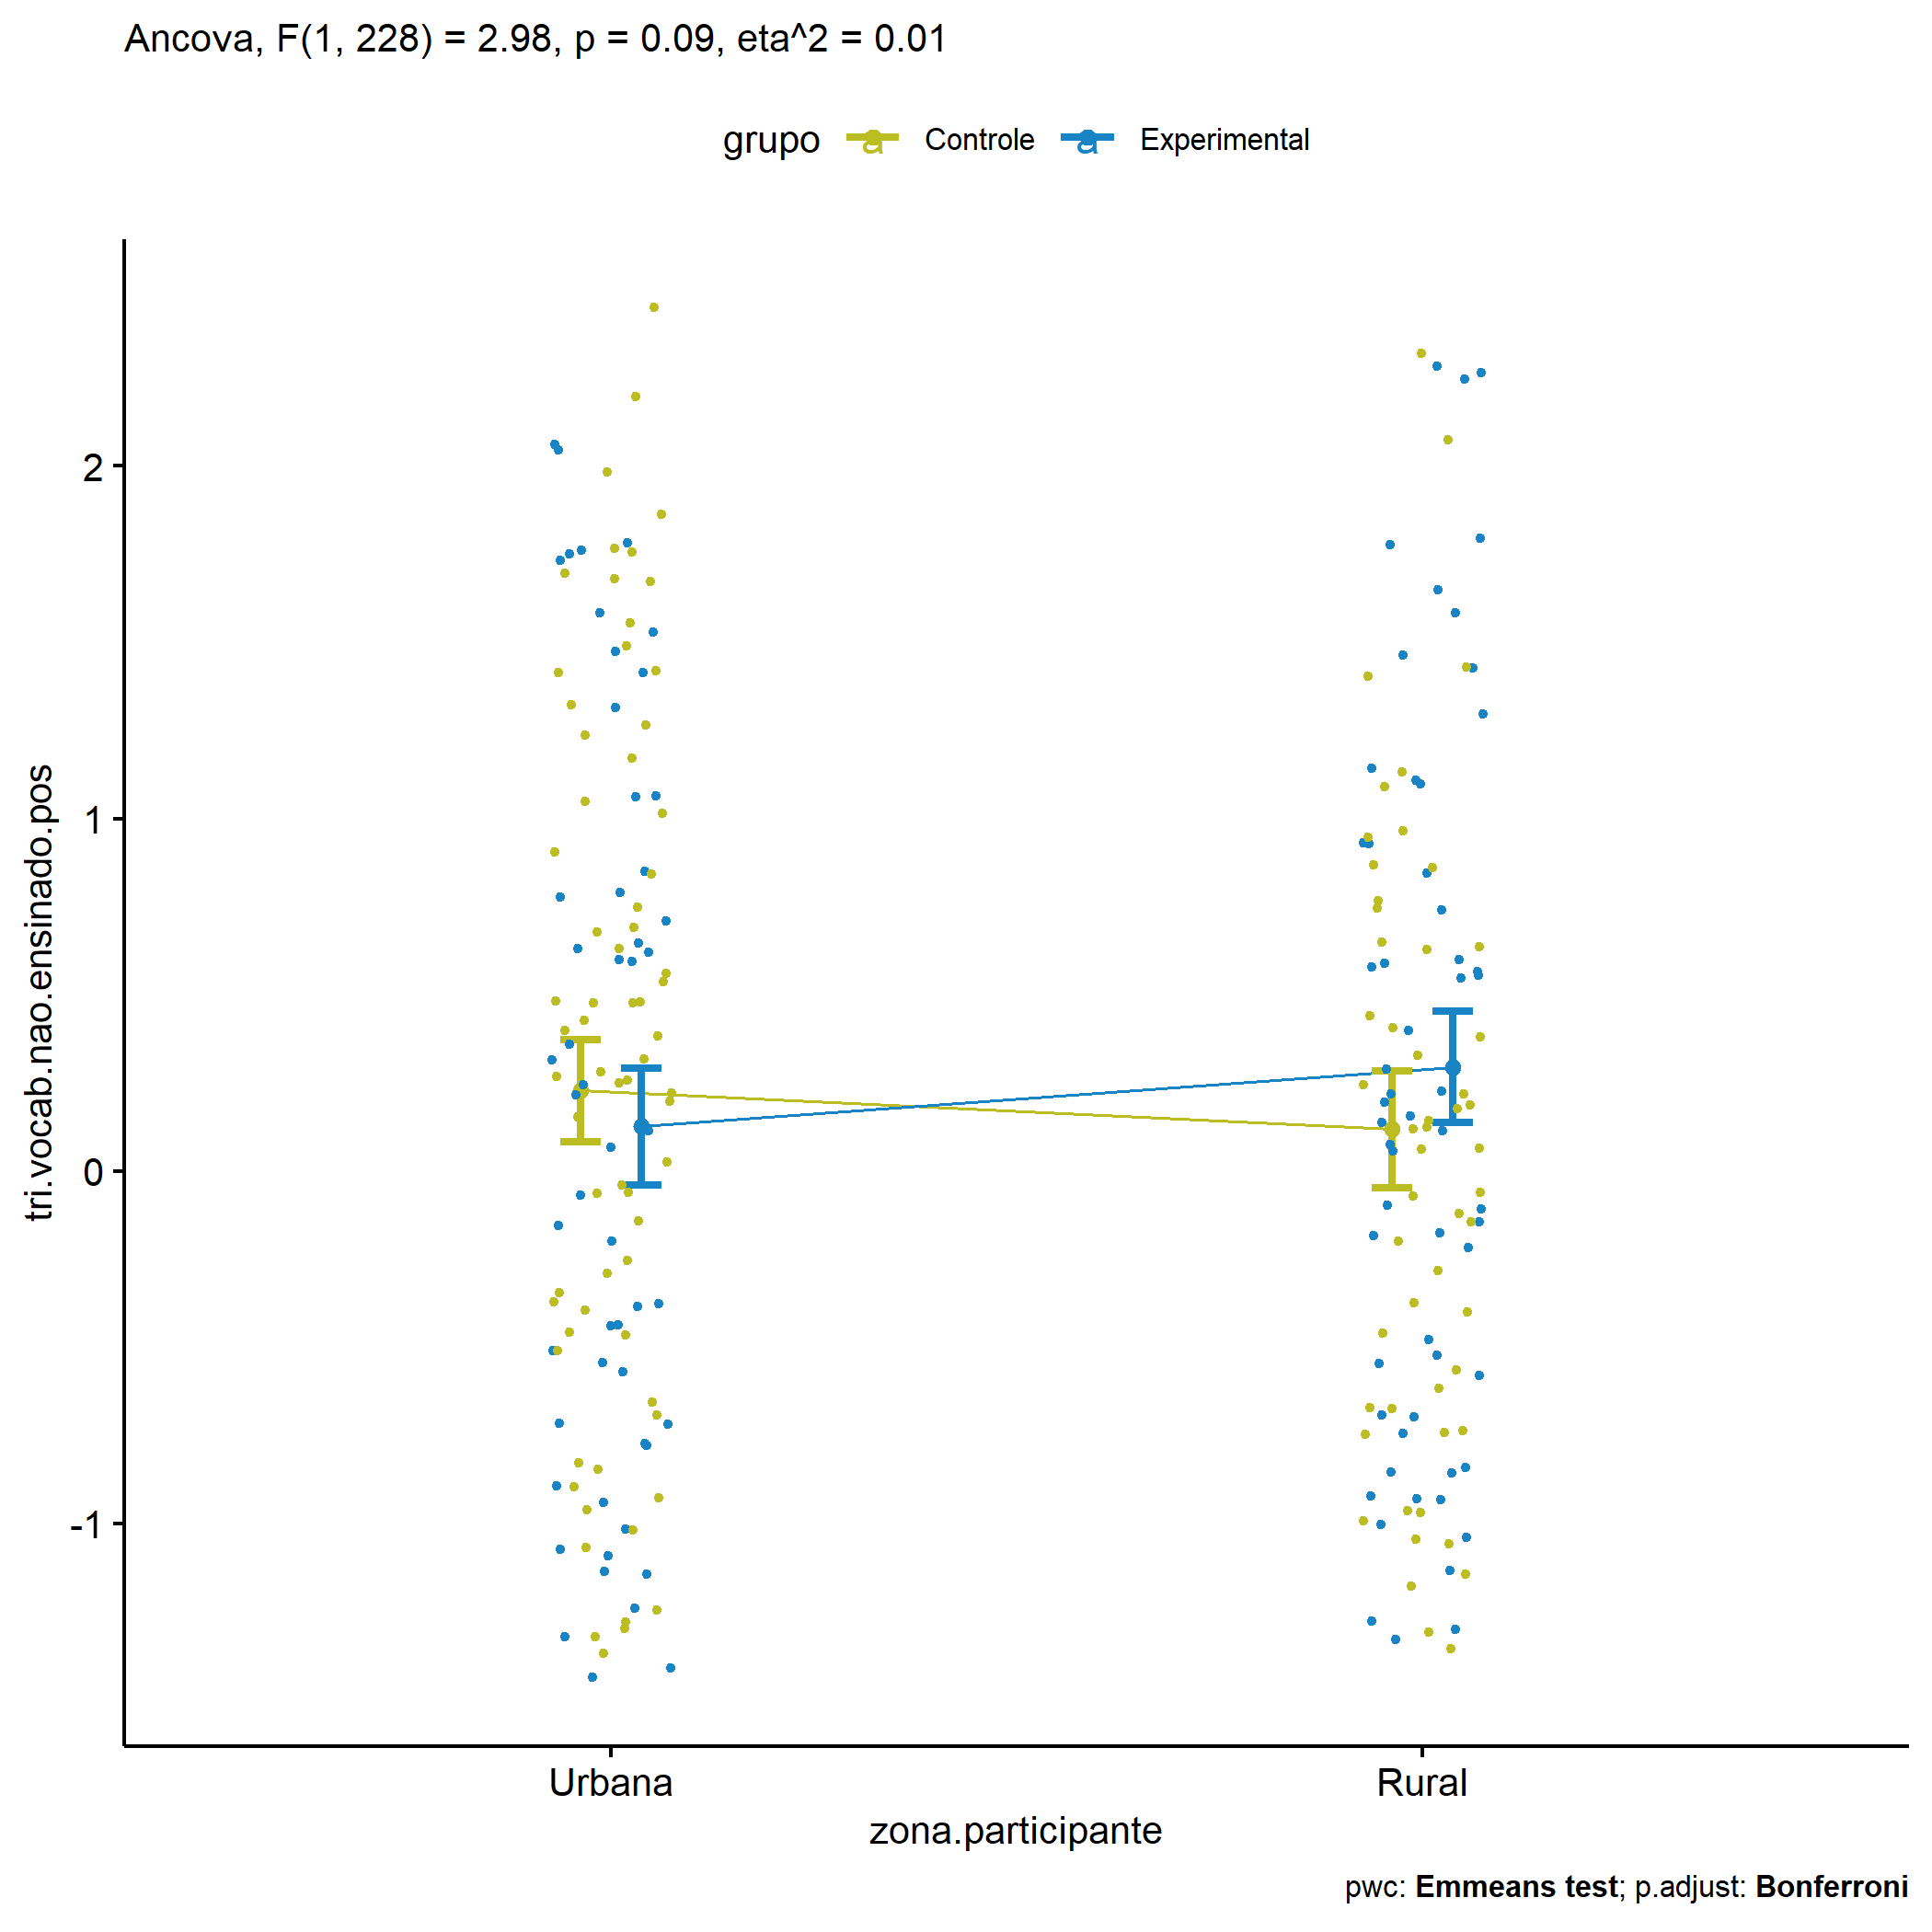 Ancova, F(1, 228) = 2.98, p = 0.09, eta^2 = 0.01
grupo a Controle a Experimental
tri.vocab.nao.ensinado.pos
2
1
0
-1
Urbana Rural
zona.participante
pwc: Emmeans test; p.adjust: Bonferroni